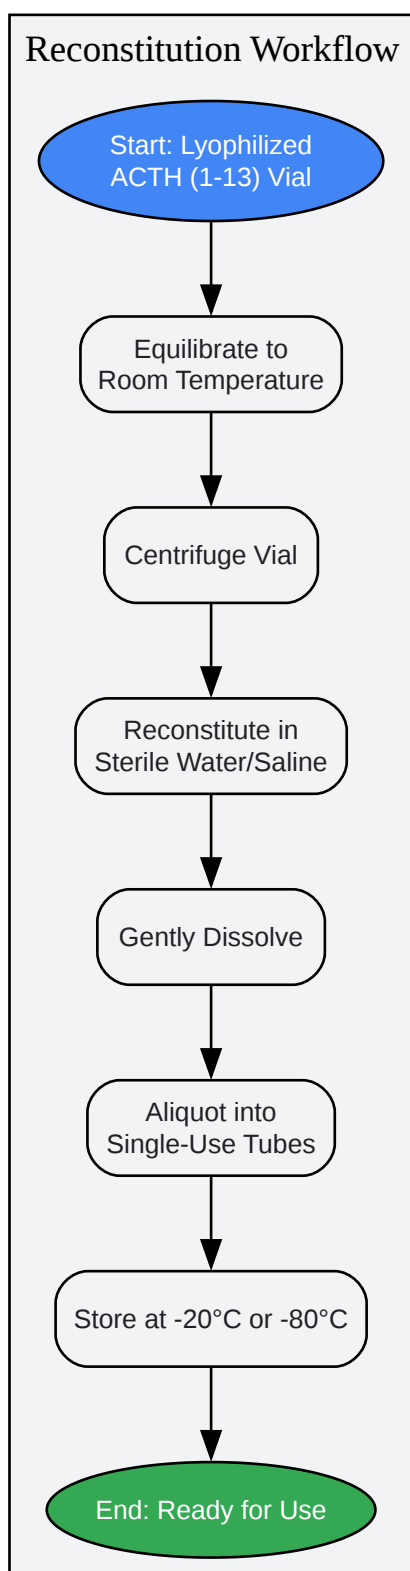 Reconstitution Workflow
Start: Lyophilized
ACTH (1-13) Vial
Equilibrate to
Room Temperature
Centrifuge Vial
Reconstitute in
Sterile Water/Saline
Gently Dissolve
Aliquot into
Single-Use Tubes
Store at -20°C or -80°C
End: Ready for Use